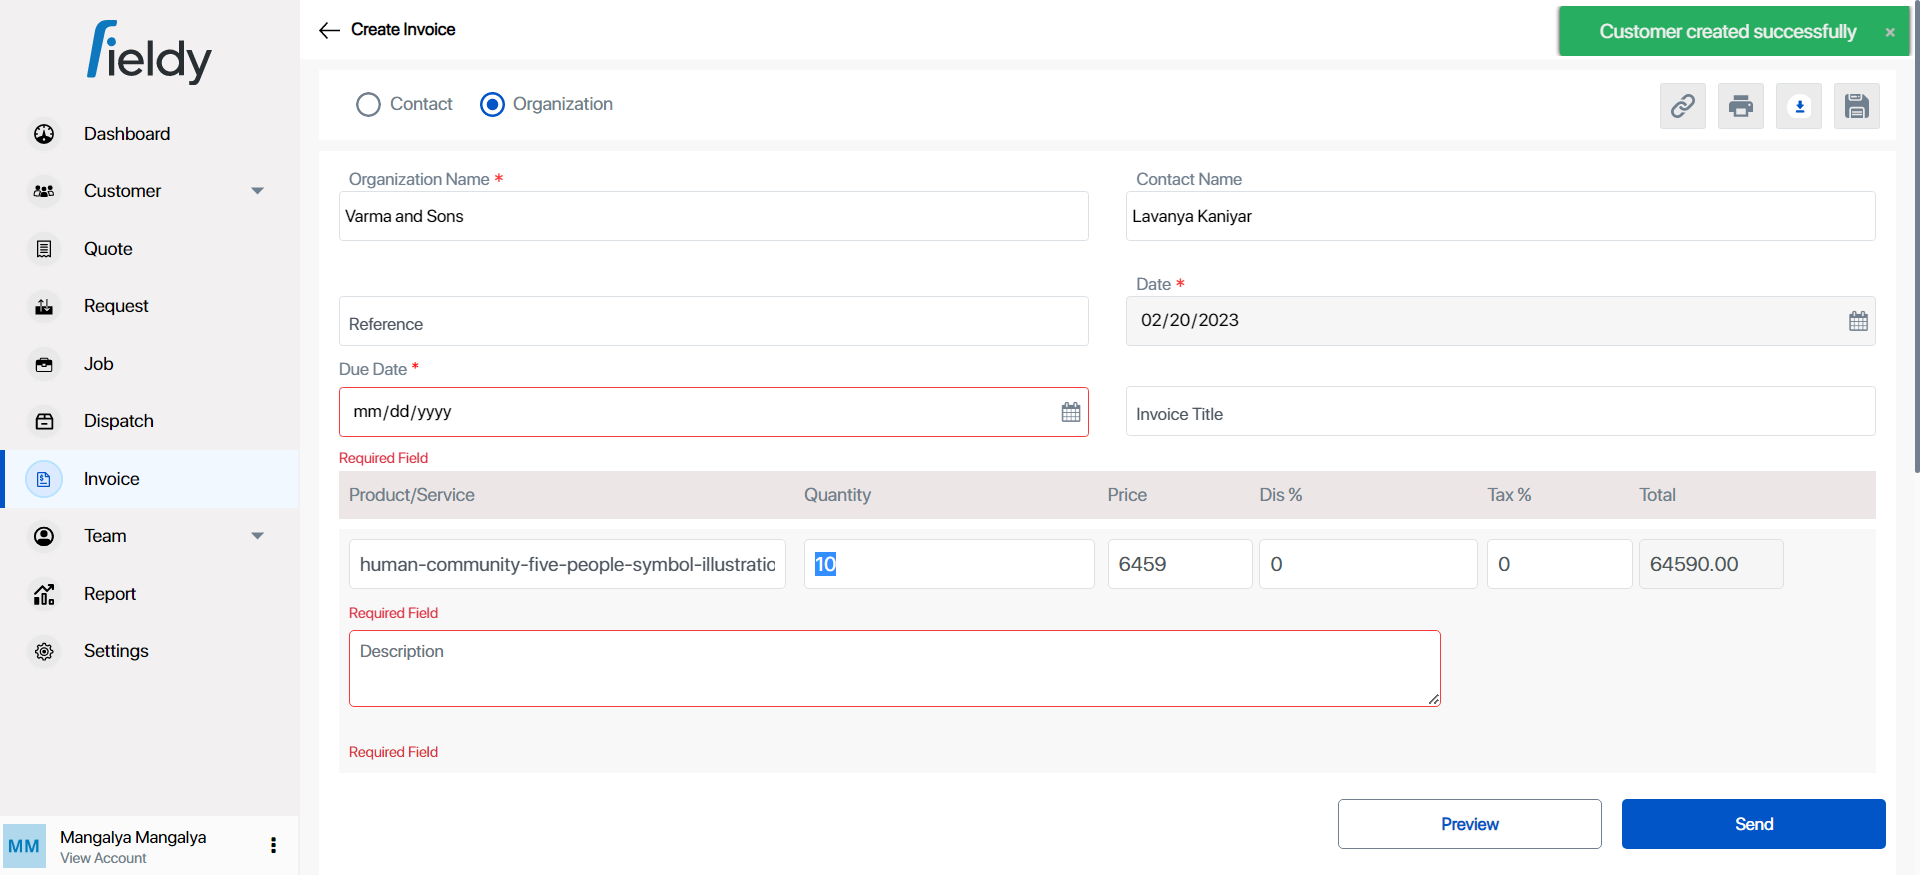 fieldy
Create Invoice
Customer created successfully ×
Contact
Organization
Dashboard
Customer
Quote
Request
Job
Dispatch
Invoice
Team
Report
Settings
Organization Name *
Contact Name
Varma and Sons
Lavanya Kaniyar
Date *
Reference
02/20/2023
Due Date *
mm/dd/yyyy
Invoice Title
Required Field
Product/Service Quantity Price Dis % Tax % Total
human-community-five-people-symbol-illustratio 10 6459 0 0 64590.00
Required Field
Description
Required Field
Preview
Send
MM
Mangalya Mangalya
View Account